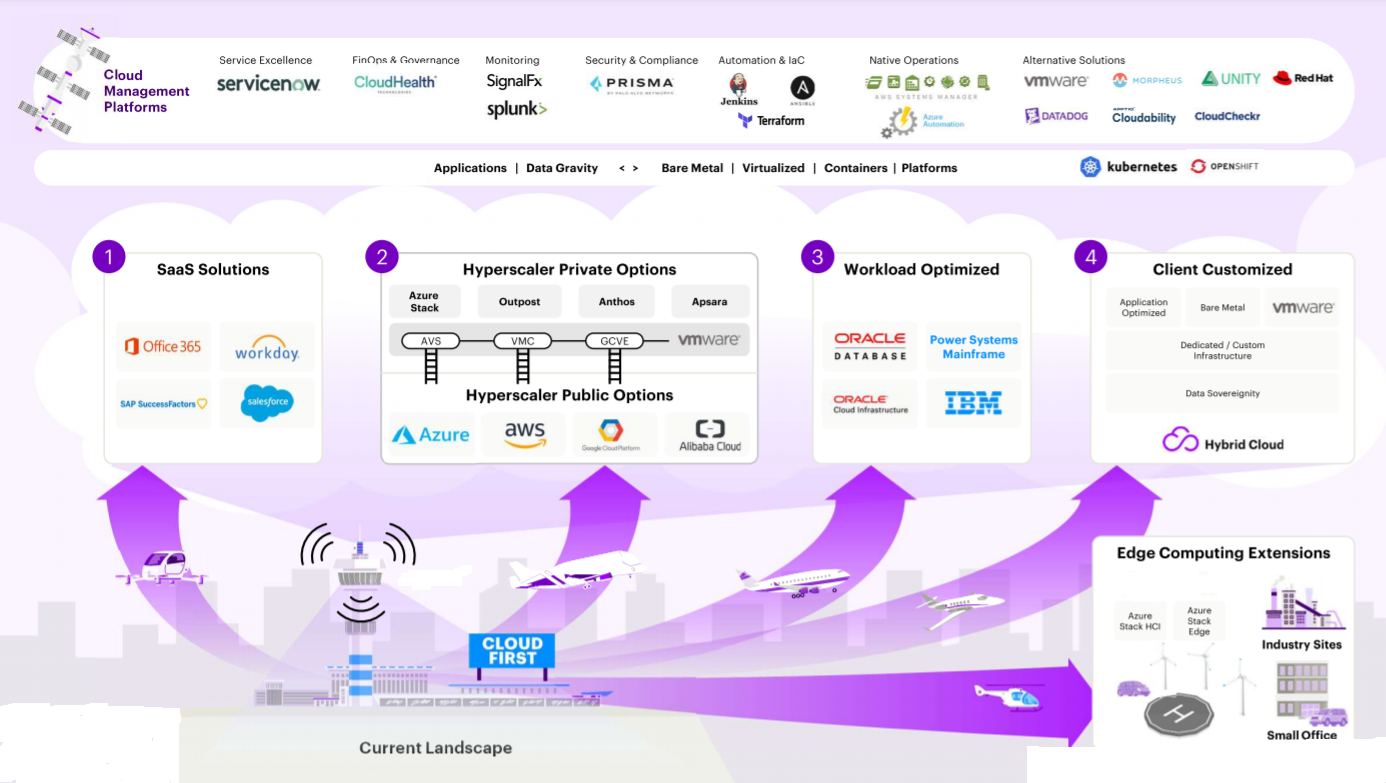 Cloud
Management
Platforms
Service Excellence
servicenow
FinOps & Governance
CloudHealth
TECHNOLOGIES
Monitoring
SignalFx
splunk>
Security & Compliance
PRISMA
BY PALO ALTO NETWORKS
Automation & IaC
Jenkins
ANSIBLE
Terraform
Native Operations
AWS SYSTEMS MANAGER
Azure
Automation
Alternative Solutions
vmware
MORPHEUS
UNITY
Red Hat
DATADOG
Cloudability
CloudCheckr
Applications | Data Gravity < > Bare Metal | Virtualized | Containers | Platforms
kubernetes
OPENSHIFT
1
SaaS Solutions
Office 365
workday.
SAP SuccessFactors
salesforce
2
Hyperscaler Private Options
Azure
Stack
Outpost
Anthos
Apsara
AVS
VMC
GCVE
vmware
Hyperscaler Public Options
Azure
aws
Google Cloud Platform
Alibaba Cloud
3
Workload Optimized
ORACLE
DATABASE
Power Systems
Mainframe
ORACLE
Cloud Infrastructure
IBM
4
Client Customized
Application
Optimized
Bare Metal
vmware
Dedicated / Custom
Infrastructure
Data Sovereignity
Hybrid Cloud
CLOUD
FIRST
Edge Computing Extensions
Azure
Stack HCI
Azure
Stack
Edge
Industry Sites
H
Small Office
Current Landscape